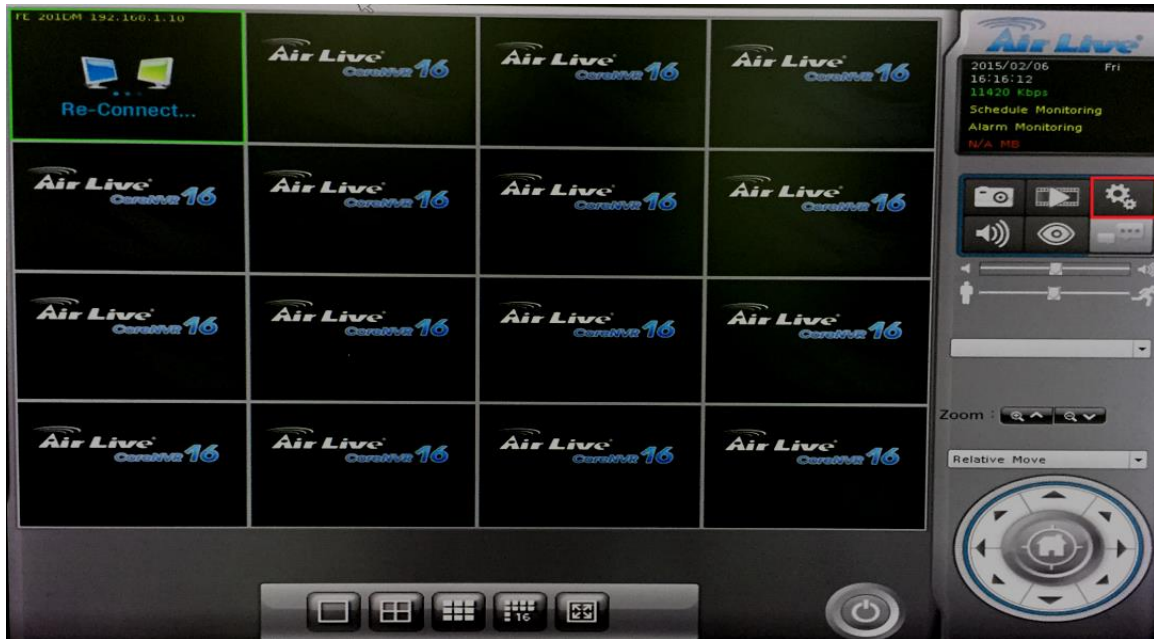 FE 201DM 192.168.1.10
Re-Connect...
Air Live
CoreNVR 16
Air Live
CoreNVR 16
Air Live
CoreNVR 16
Air Live
CoreNVR 16
Air Live
CoreNVR 16
Air Live
CoreNVR 16
Air Live
CoreNVR 16
Air Live
CoreNVR 16
Air Live
CoreNVR 16
Air Live
CoreNVR 16
Air Live
CoreNVR 16
Air Live
CoreNVR 16
Air Live
CoreNVR 16
Air Live
CoreNVR 16
Air Live
CoreNVR 16
Air Live
2015/02/06 Fri
16:16:12
11420 Kbps
Schedule Monitoring
Alarm Monitoring
N/A MB
Zoom :
Relative Move
16